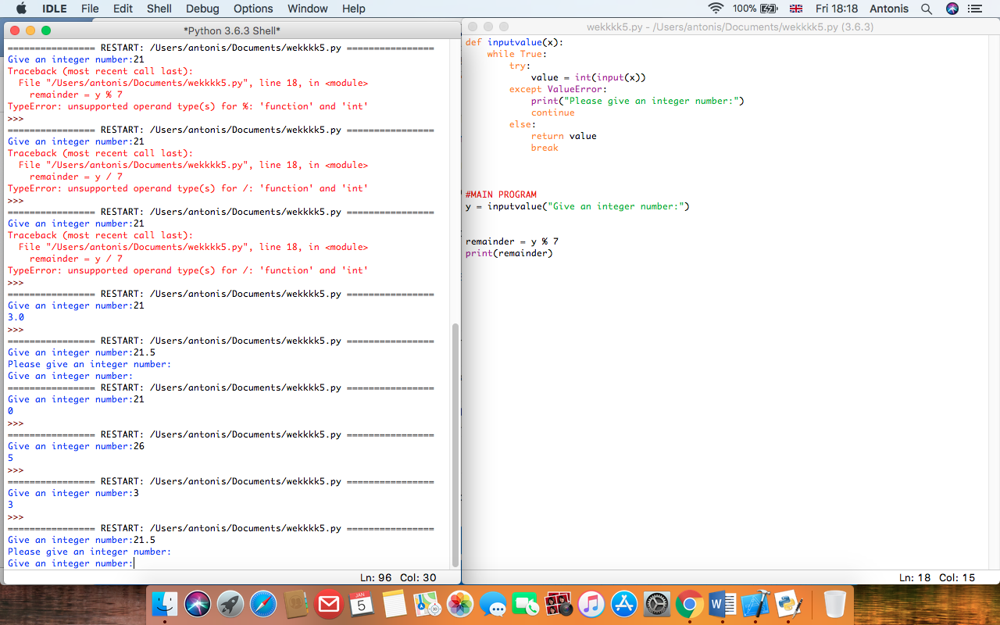 IDLE File Edit Shell Debug Options Window Help 100% Fri 18:18 Antonis
*Python 3.6.3 Shell*
================ RESTART: /Users/antonis/Documents/wekkkk5.py ================
Give an integer number:21
Traceback (most recent call last):
  File "/Users/antonis/Documents/wekkkk5.py", line 18, in <module>
    remainder = y % 7
TypeError: unsupported operand type(s) for %: 'function' and 'int'
>>>
================ RESTART: /Users/antonis/Documents/wekkkk5.py ================
Give an integer number:21
Traceback (most recent call last):
  File "/Users/antonis/Documents/wekkkk5.py", line 18, in <module>
    remainder = y / 7
TypeError: unsupported operand type(s) for /: 'function' and 'int'
>>>
================ RESTART: /Users/antonis/Documents/wekkkk5.py ================
Give an integer number:21
Traceback (most recent call last):
  File "/Users/antonis/Documents/wekkkk5.py", line 18, in <module>
    remainder = y / 7
TypeError: unsupported operand type(s) for /: 'function' and 'int'
>>>
================ RESTART: /Users/antonis/Documents/wekkkk5.py ================
Give an integer number:21
3.0
>>>
================ RESTART: /Users/antonis/Documents/wekkkk5.py ================
Give an integer number:21.5
Please give an integer number:
Give an integer number:
================ RESTART: /Users/antonis/Documents/wekkkk5.py ================
Give an integer number:21
0
>>>
================ RESTART: /Users/antonis/Documents/wekkkk5.py ================
Give an integer number:26
5
>>>
================ RESTART: /Users/antonis/Documents/wekkkk5.py ================
Give an integer number:3
3
>>>
================ RESTART: /Users/antonis/Documents/wekkkk5.py ================
Give an integer number:21.5
Please give an integer number:
Give an integer number:
Ln: 96 Col: 30
wekkkk5.py - /Users/antonis/Documents/wekkkk5.py (3.6.3)
def inputvalue(x):
    while True:
        try:
            value = int(input(x))
        except ValueError:
            print("Please give an integer number:")
            continue
        else:
            return value
            break
#MAIN PROGRAM
y = inputvalue("Give an integer number:")
remainder = y % 7
print(remainder)
Ln: 18 Col: 15
JAN
5